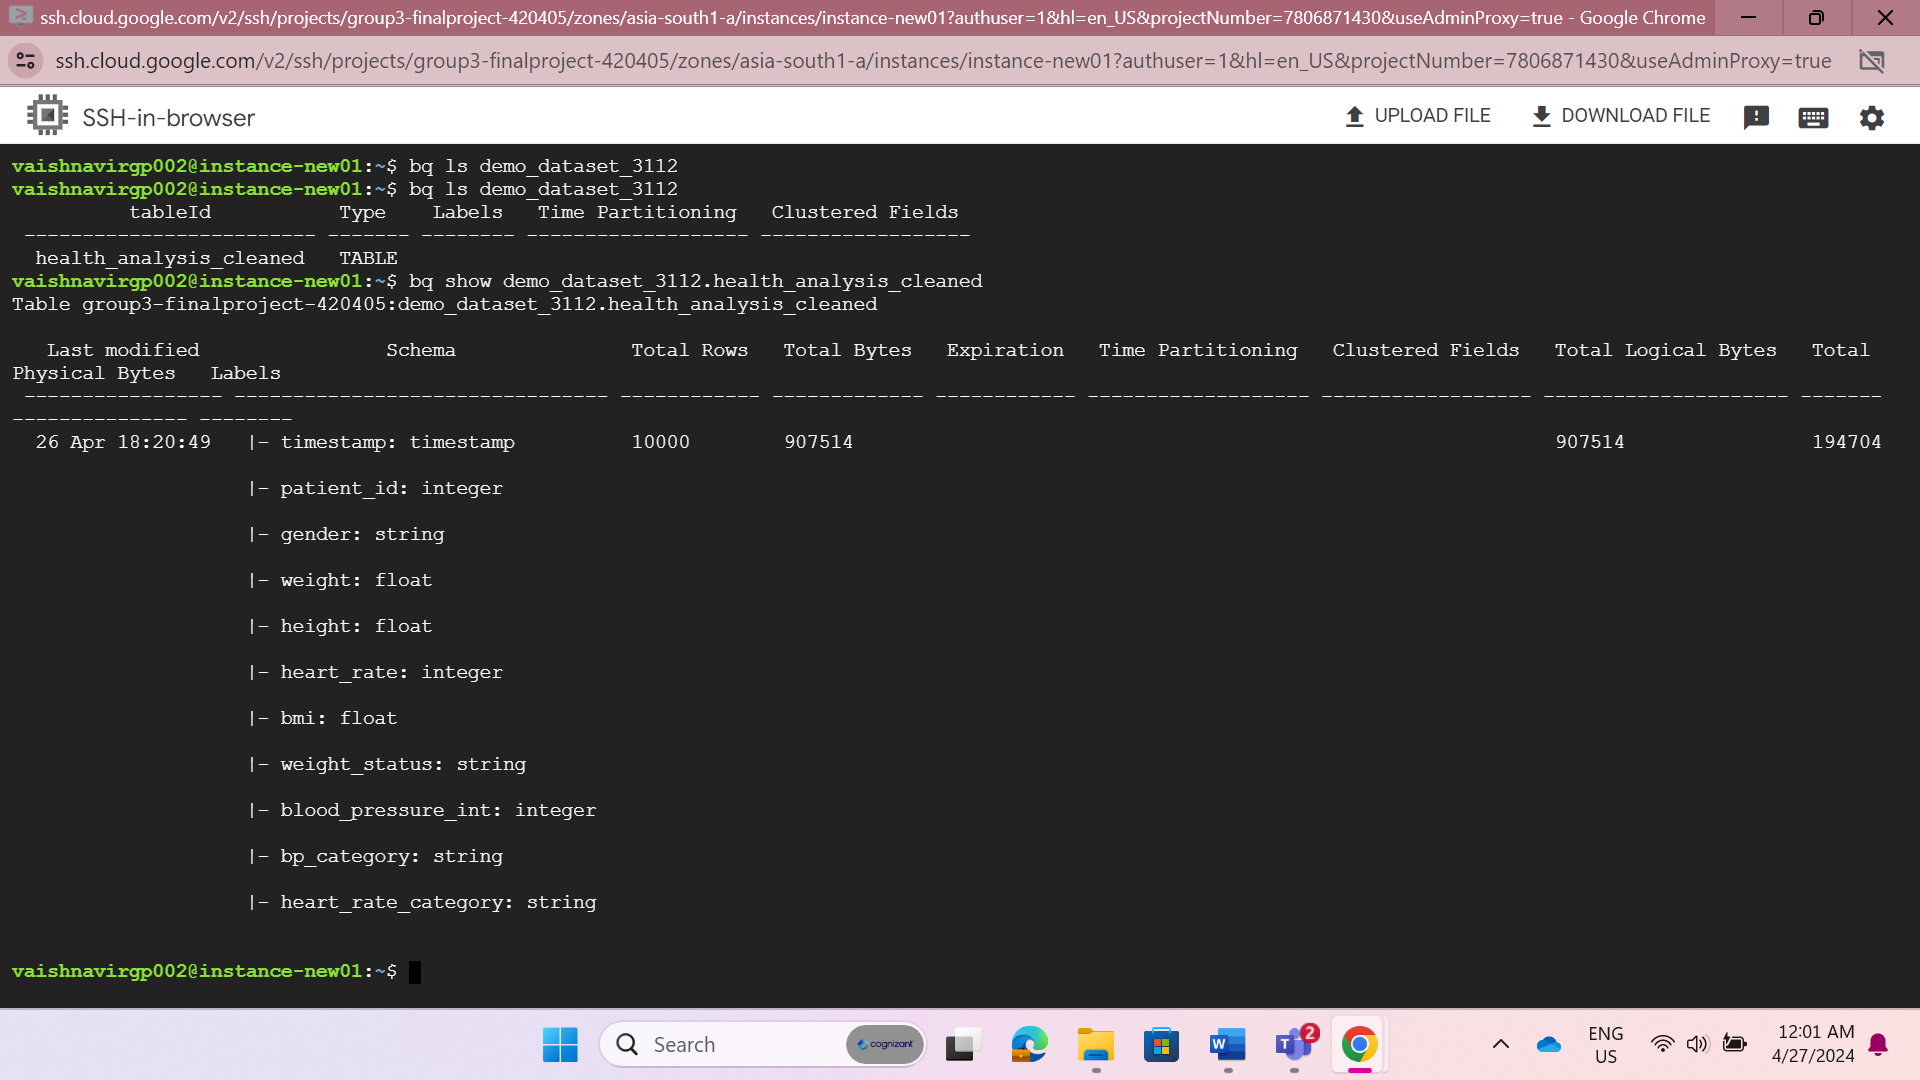 ssh.cloud.google.com/v2/ssh/projects/group3-finalproject-420405/zones/asia-south1-a/instances/instance-new01?authuser=1&hl=en_US&projectNumber=7806871430&useAdminProxy=true - Google Chrome
ssh.cloud.google.com/v2/ssh/projects/group3-finalproject-420405/zones/asia-south1-a/instances/instance-new01?authuser=1&hl=en_US&projectNumber=7806871430&useAdminProxy=true
SSH-in-browser UPLOAD FILE DOWNLOAD FILE
vaishnavirgp002@instance-new01:~$ bq ls demo_dataset_3112
vaishnavirgp002@instance-new01:~$ bq ls demo_dataset_3112
tableId Type Labels Time Partitioning Clustered Fields
------------------------- ------- -------- ------------------- ------------------
health_analysis_cleaned TABLE
vaishnavirgp002@instance-new01:~$ bq show demo_dataset_3112.health_analysis_cleaned
Table group3-finalproject-420405:demo_dataset_3112.health_analysis_cleaned
Last modified Schema Total Rows Total Bytes Expiration Time Partitioning Clustered Fields Total Logical Bytes Total
Physical Bytes Labels
----------------- -------------------------------- ------------ ------------- ------------ ------------------- ------------------ --------------------- -------
--------------- --------
26 Apr 18:20:49 |- timestamp: timestamp 10000 907514 907514 194704
|- patient_id: integer
|- gender: string
|- weight: float
|- height: float
|- heart_rate: integer
|- bmi: float
|- weight_status: string
|- blood_pressure_int: integer
|- bp_category: string
|- heart_rate_category: string
vaishnavirgp002@instance-new01:~$
Search cognizant 2 ENG 12:01 AM
US 4/27/2024